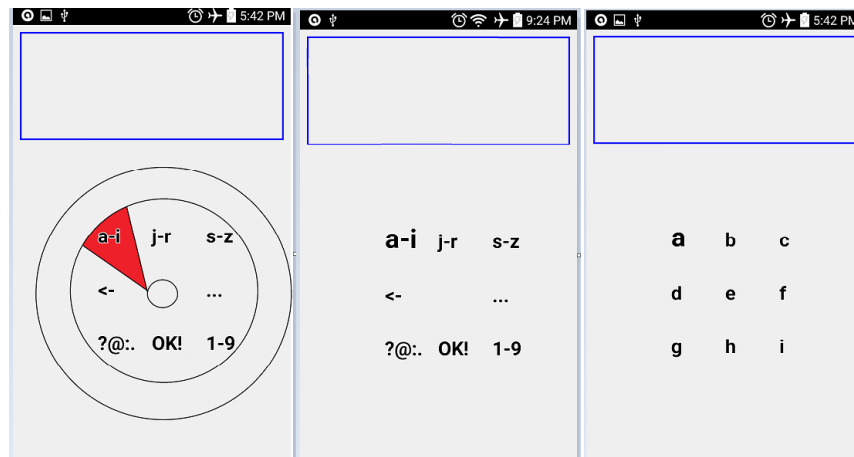 5:42 PM
a-i j-r s-z
<- ...
?@:. OK! 1-9
9:24 PM
a-i j-r s-z
<- ...
?@:. OK! 1-9
5:42 PM
a b c
d e f
g h i